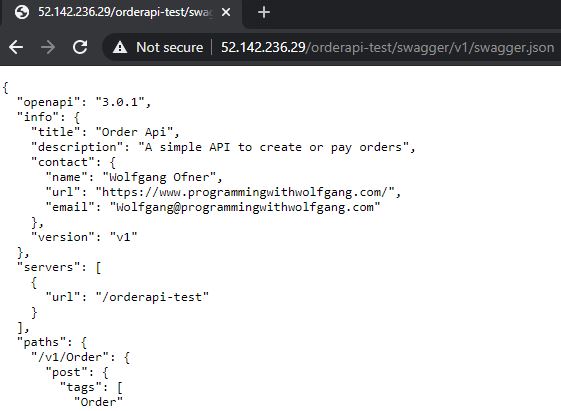 52.142.236.29/orderapi-test/swag
Not secure | 52.142.236.29/orderapi-test/swagger/v1/swagger.json
{
"openapi": "3.0.1",
"info": {
"title": "Order Api",
"description": "A simple API to create or pay orders",
"contact": {
"name": "Wolfgang Ofner",
"url": "https://www.programmingwithwolfgang.com/",
"email": "Wolfgang@programmingwithwolfgang.com"
},
"version": "v1"
},
"servers": [
{
"url": "/orderapi-test"
}
],
"paths": {
"/v1/Order": {
"post": {
"tags": [
"Order"